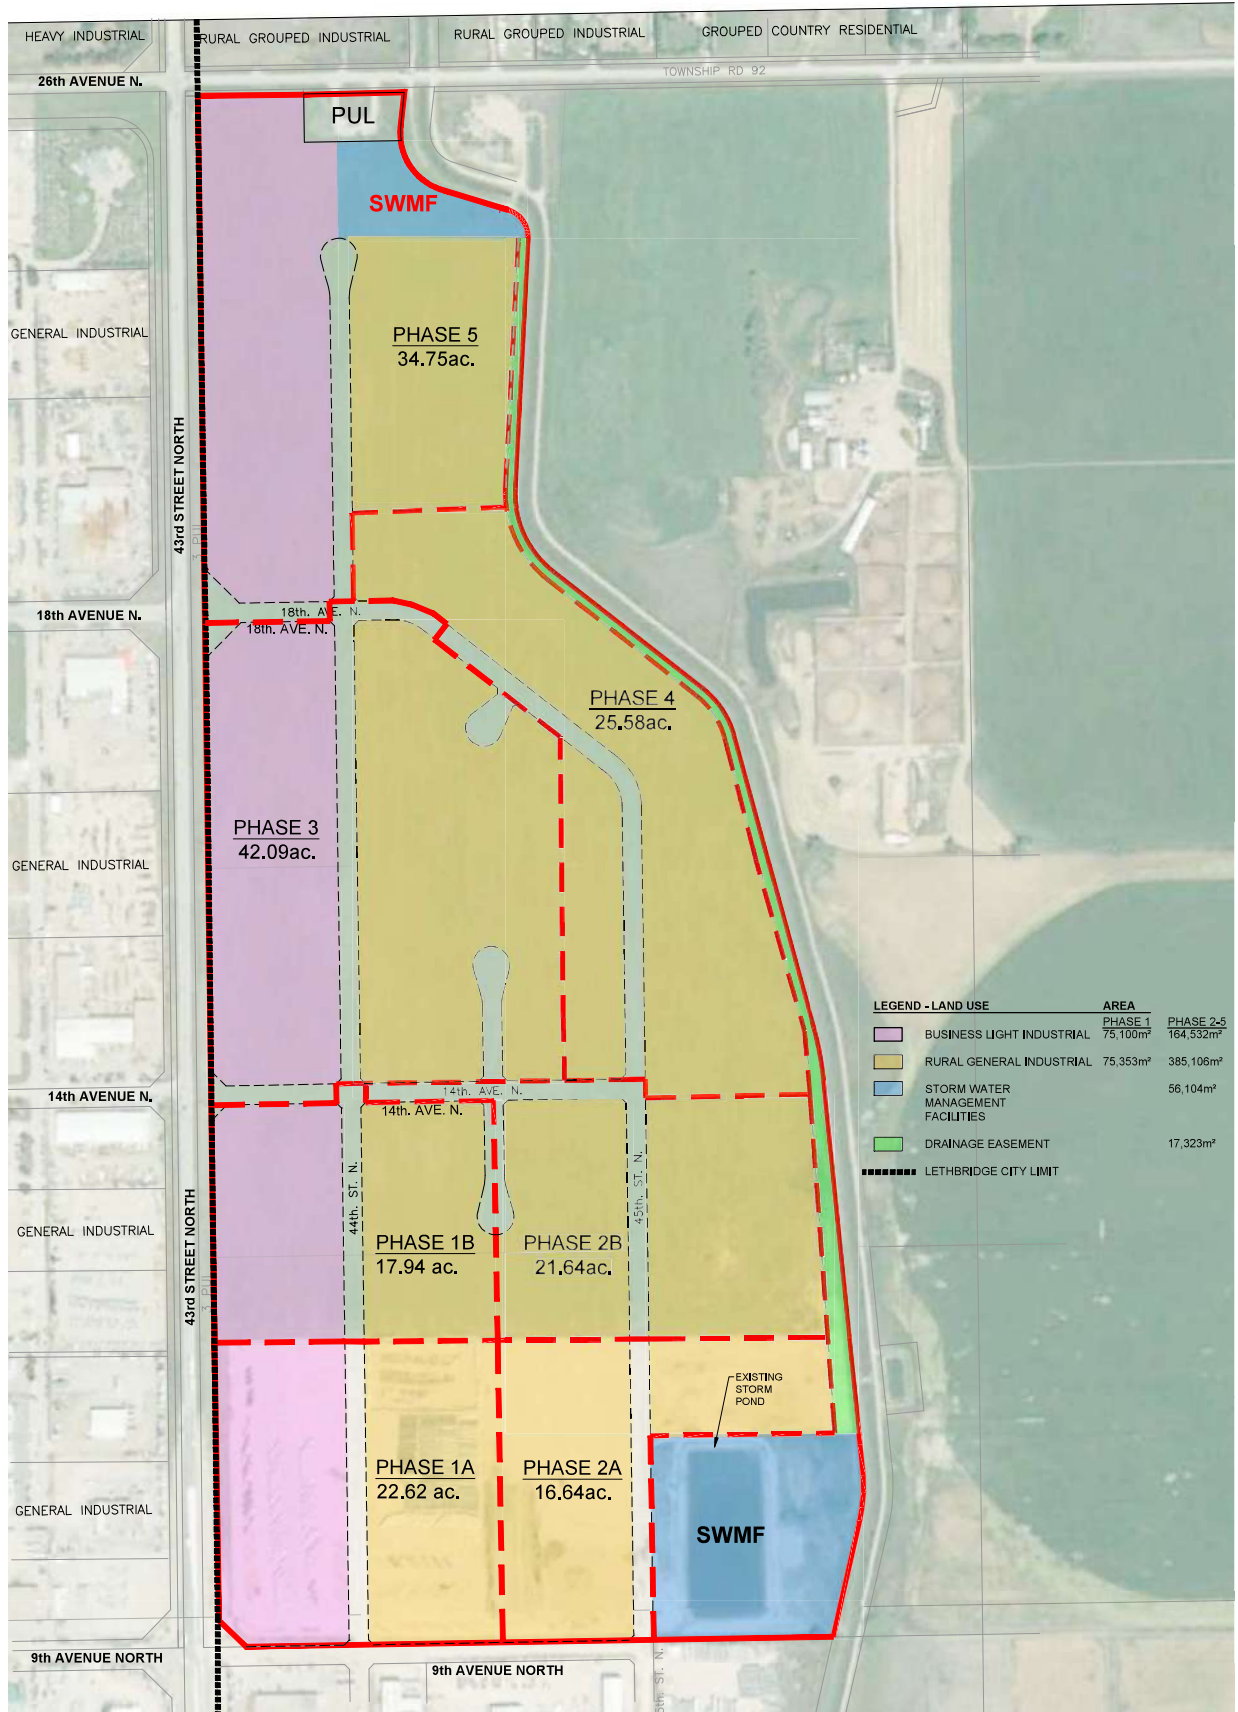 HEAVY INDUSTRIAL
RURAL GROUPED INDUSTRIAL
RURAL GROUPED INDUSTRIAL
GROUPED COUNTRY RESIDENTIAL
26th AVENUE N.
TOWNSHIP RD 92
PUL
SWMF
GENERAL INDUSTRIAL
PHASE 5
34.75ac.
43rd STREET NORTH
18th AVENUE N.
18th. AVE. N.
18th. AVE. N.
PHASE 4
25.58ac.
PHASE 3
42.09ac.
GENERAL INDUSTRIAL
LEGEND - LAND USE
AREA
PHASE 1
PHASE 2-5
BUSINESS LIGHT INDUSTRIAL 75,100m² 164,532m²
RURAL GENERAL INDUSTRIAL 75,353m² 385,106m²
STORM WATER
MANAGEMENT
FACILITIES
56,104m²
DRAINAGE EASEMENT 17,323m²
LETHBRIDGE CITY LIMIT
14th AVENUE N.
14th. AVE. N.
14th. AVE. N.
44th. ST. N.
45th. ST. N.
43rd STREET NORTH
GENERAL INDUSTRIAL
PHASE 1B
17.94 ac.
PHASE 2B
21.64ac.
EXISTING
STORM
POND
PHASE 1A
22.62 ac.
PHASE 2A
16.64ac.
GENERAL INDUSTRIAL
SWMF
9th AVENUE NORTH
9th AVENUE NORTH